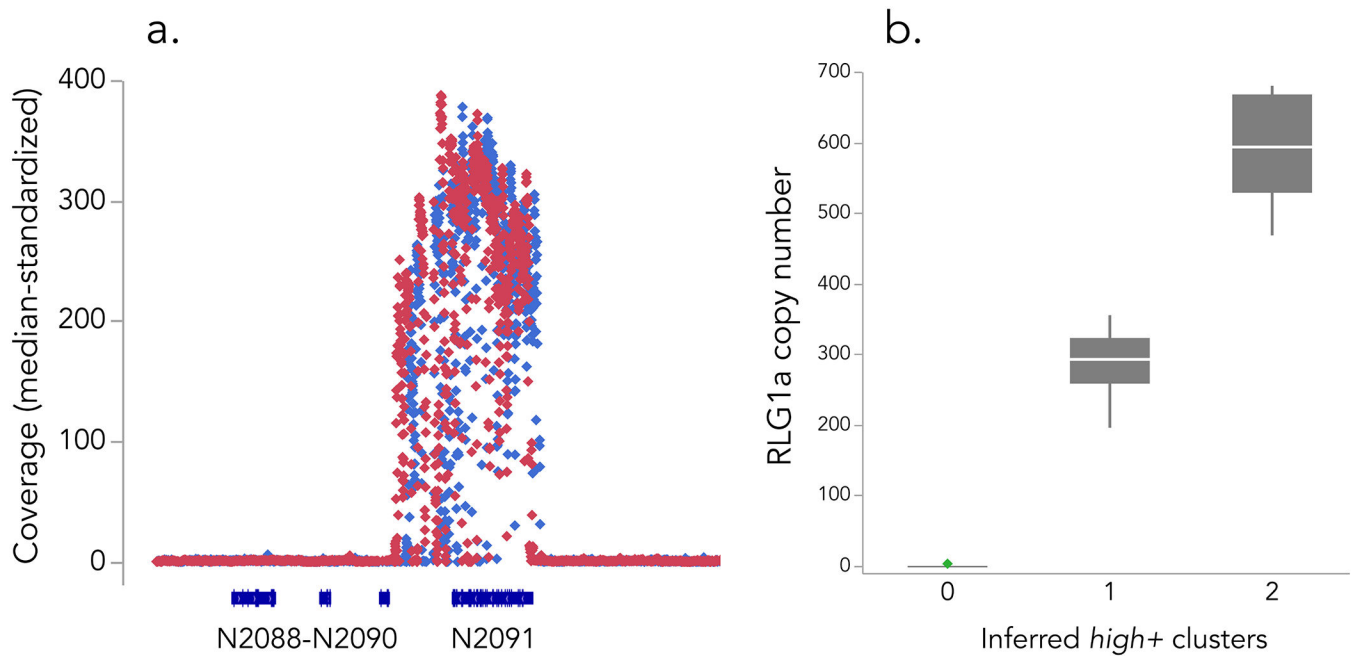 a.
Coverage (median-standardized)
400
300
200
100
0
N2088-N2090
N2091
b.
RLG1a copy number
700
600
500
400
300
200
100
0
0
1
2
Inferred high+ clusters